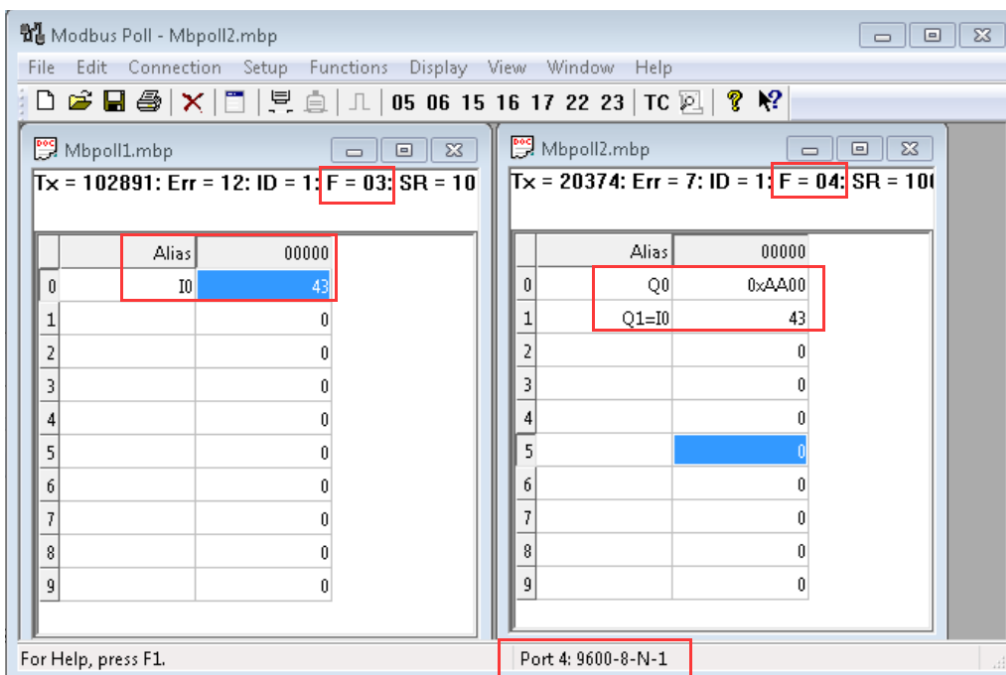 Modbus Poll - Mbpoll2.mbp
File Edit Connection Setup Functions Display View Window Help
05 06 15 16 17 22 23 TC
Mbpoll1.mbp
Tx = 102891: Err = 12: ID = 1: F = 03: SR = 10
Alias 00000
0 I0 43
1 0
2 0
3 0
4 0
5 0
6 0
7 0
8 0
9 0
Mbpoll2.mbp
Tx = 20374: Err = 7: ID = 1: F = 04: SR = 100
Alias 00000
0 Q0 0xAA00
1 Q1=I0 43
2 0
3 0
4 0
5 0
6 0
7 0
8 0
9 0
For Help, press F1.
Port 4: 9600-8-N-1